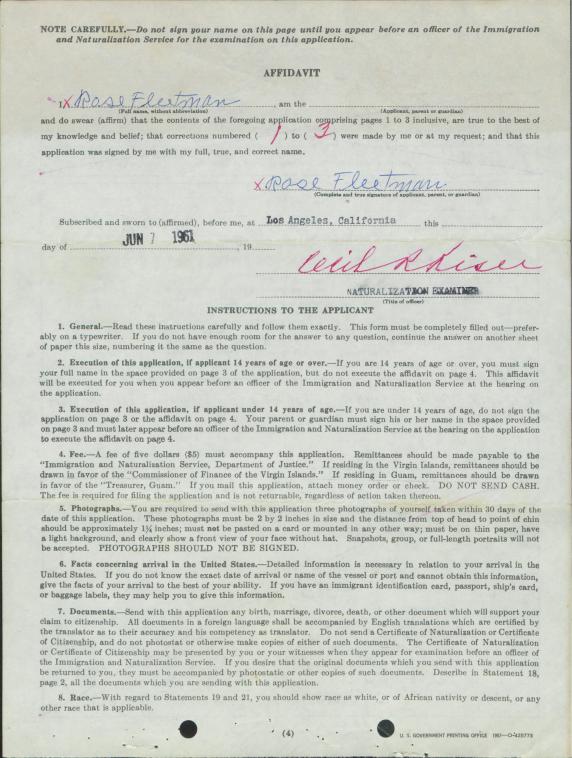 NOTE CAREFULLY.—Do not sign your name on this page until you appear before an officer of the Immigration
and Naturalization Service for the examination on this application.
AFFIDAVIT
I, X Rose Fleetman, am the
(Full name, without abbreviation) (Applicant, parent or guardian)
and do swear (affirm) that the contents of the foregoing application comprising pages 1 to 3 inclusive, are true to the best of
my knowledge and belief; that corrections numbered ( 1 ) to ( 3 ) were made by me or at my request; and that this
application was signed by me with my full, true, and correct name.
X Rose Fleetman
(Complete and true signature of applicant, parent, or guardian)
Subscribed and sworn to (affirmed), before me, at Los Angeles, California this
day of JUN 7 1961, 19
Cecil R Kiser
NATURALIZATION EXAMINER
(Title of officer)
INSTRUCTIONS TO THE APPLICANT
1. General.—Read these instructions carefully and follow them exactly. This form must be completely filled out—prefer-
ably on a typewriter. If you do not have enough room for the answer to any question, continue the answer on another sheet
of paper this size, numbering it the same as the question.
2. Execution of this application, if applicant 14 years of age or over.—If you are 14 years of age or over, you must sign
your full name in the space provided on page 3 of the application, but do not execute the affidavit on page 4. This affidavit
will be executed for you when you appear before an officer of the Immigration and Naturalization Service at the hearing on
the application.
3. Execution of this application, if applicant under 14 years of age.—If you are under 14 years of age, do not sign the
application on page 3 or the affidavit on page 4. Your parent or guardian must sign his or her name in the space provided
on page 3 and must later appear before an officer of the Immigration and Naturalization Service at the hearing on the application
to execute the affidavit on page 4.
4. Fee.—A fee of five dollars ($5) must accompany this application. Remittances should be made payable to the
"Immigration and Naturalization Service, Department of Justice." If residing in the Virgin Islands, remittances should be
drawn in favor of the "Commissioner of Finance of the Virgin Islands." If residing in Guam, remittances should be drawn
in favor of the "Treasurer, Guam." If you mail this application, attach money order or check. DO NOT SEND CASH.
The fee is required for filing the application and is not returnable, regardless of action taken thereon.
5. Photographs.—You are required to send with this application three photographs of yourself taken within 30 days of the
date of this application. These photographs must be 2 by 2 inches in size and the distance from top of head to point of chin
should be approximately 1¼ inches; must not be pasted on a card or mounted in any other way; must be on thin paper, have
a light background, and clearly show a front view of your face without hat. Snapshots, group, or full-length portraits will not
be accepted. PHOTOGRAPHS SHOULD NOT BE SIGNED.
6. Facts concerning arrival in the United States.—Detailed information is necessary in relation to your arrival in the
United States. If you do not know the exact date of arrival or name of the vessel or port and cannot obtain this information,
give the facts of your arrival to the best of your ability. If you have an immigrant identification card, passport, ship's card,
or baggage labels, they may help you to give this information.
7. Documents.—Send with this application any birth, marriage, divorce, death, or other document which will support your
claim to citizenship. All documents in a foreign language shall be accompanied by English translations which are certified by
the translator as to their accuracy and his competency as translator. Do not send a Certificate of Naturalization or Certificate
of Citizenship, and do not photostat or otherwise make copies of either of such documents. The Certificate of Naturalization
or Certificate of Citizenship may be presented by you or your witnesses when they appear for examination before an officer of
the Immigration and Naturalization Service. If you desire that the original documents which you send with this application
be returned to you, they must be accompanied by photostatic or other copies of such documents. Describe in Statement 18,
page 2, all the documents which you are sending with this application.
8. Race.—With regard to Statements 19 and 21, you should show race as white, or of African nativity or descent, or any
other race that is applicable.
(4)
U. S. GOVERNMENT PRINTING OFFICE